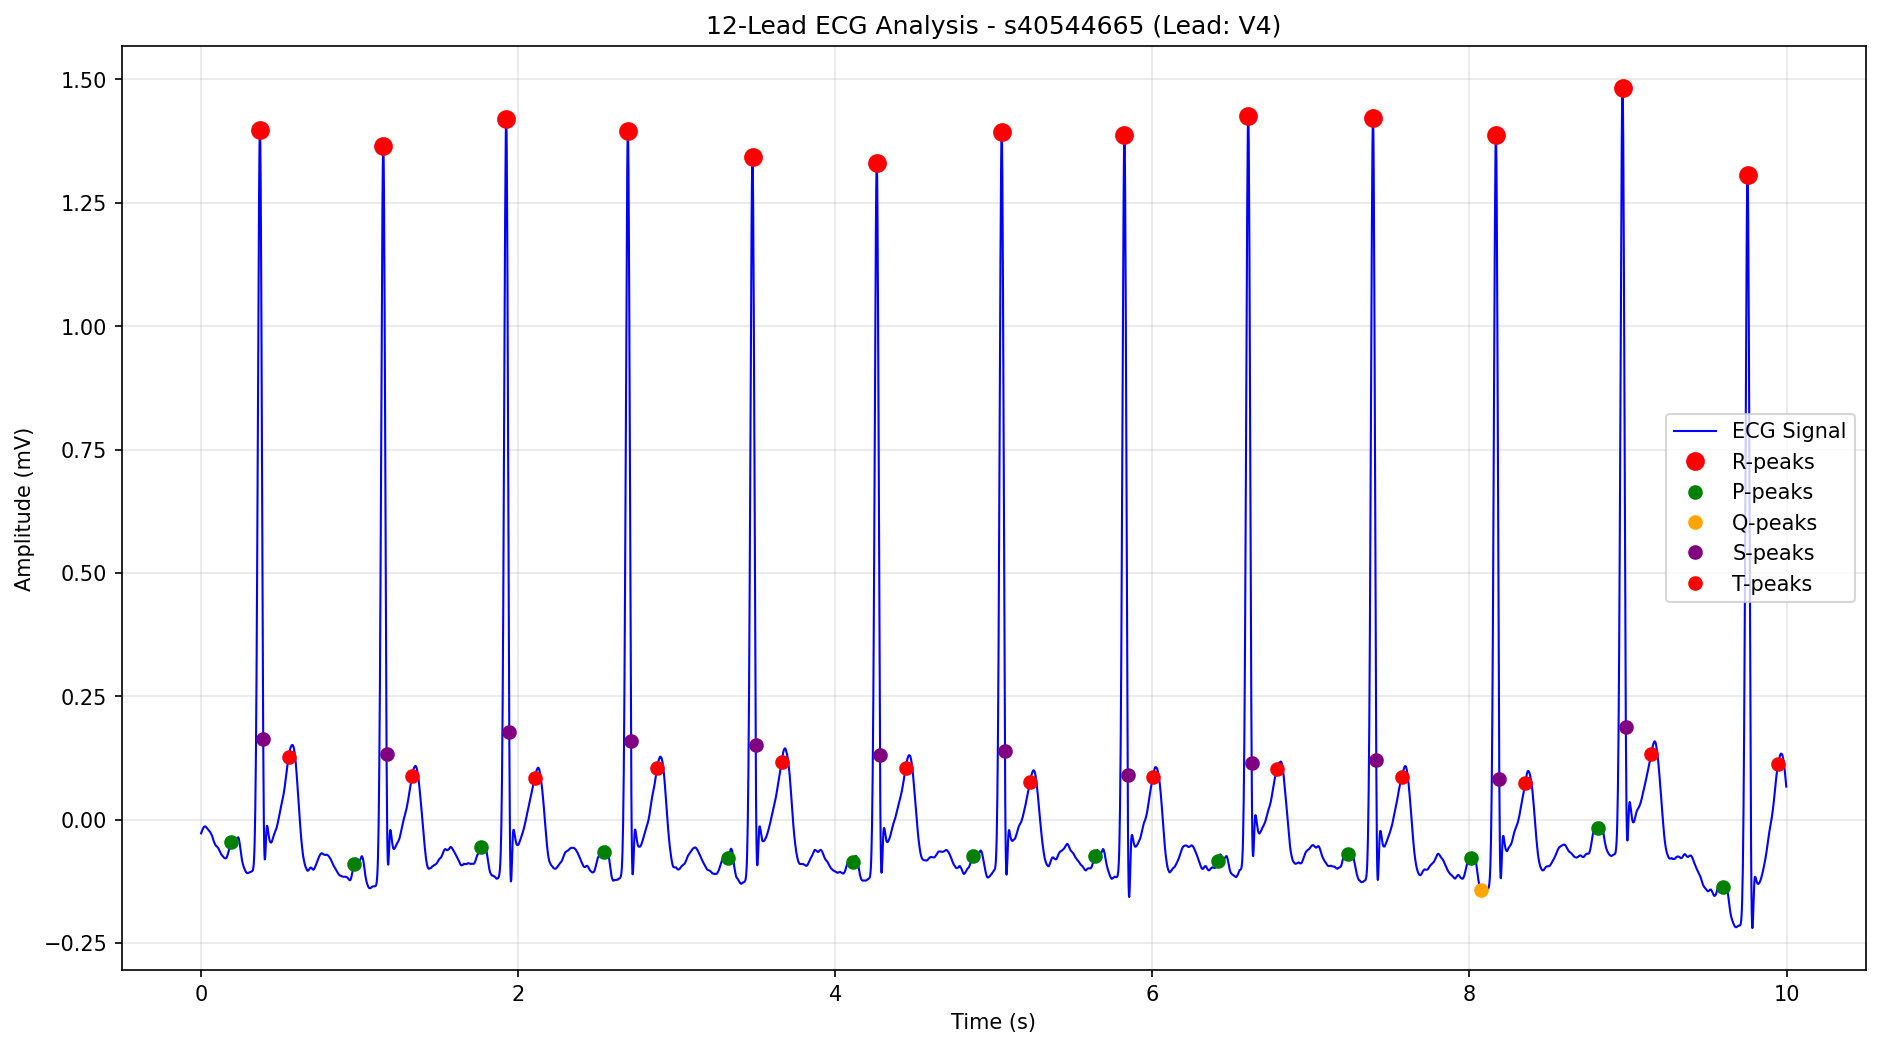 12-Lead ECG Analysis - s40544665 (Lead: V4)
1.50
1.25
1.00
0.75
0.50
0.25
0.00
−0.25
Amplitude (mV)
ECG Signal
R-peaks
P-peaks
Q-peaks
S-peaks
T-peaks
0 2 4 6 8 10
Time (s)